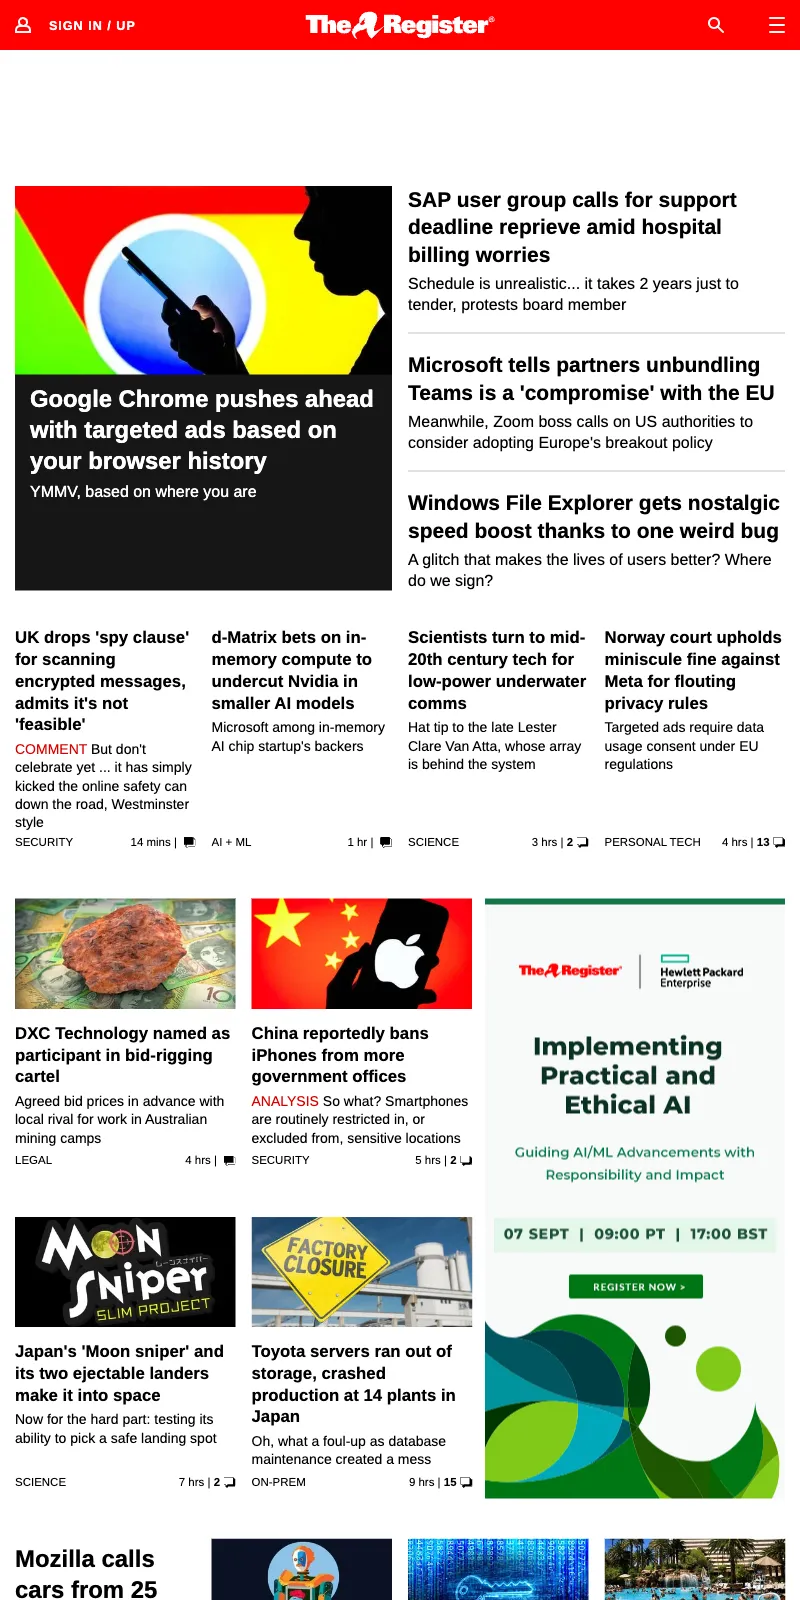 SIGN IN / UP
The Register®
Google Chrome pushes ahead
with targeted ads based on
your browser history
YMMV, based on where you are
SAP user group calls for support
deadline reprieve amid hospital
billing worries
Schedule is unrealistic... it takes 2 years just to
tender, protests board member
Microsoft tells partners unbundling
Teams is a 'compromise' with the EU
Meanwhile, Zoom boss calls on US authorities to
consider adopting Europe's breakout policy
Windows File Explorer gets nostalgic
speed boost thanks to one weird bug
A glitch that makes the lives of users better? Where
do we sign?
UK drops 'spy clause'
for scanning
encrypted messages,
admits it's not
'feasible'
COMMENT But don't
celebrate yet ... it has simply
kicked the online safety can
down the road, Westminster
style
SECURITY 14 mins |
d-Matrix bets on in-
memory compute to
undercut Nvidia in
smaller AI models
Microsoft among in-memory
AI chip startup's backers
AI + ML 1 hr |
Scientists turn to mid-
20th century tech for
low-power underwater
comms
Hat tip to the late Lester
Clare Van Atta, whose array
is behind the system
SCIENCE 3 hrs | 2
Norway court upholds
miniscule fine against
Meta for flouting
privacy rules
Targeted ads require data
usage consent under EU
regulations
PERSONAL TECH 4 hrs | 13
DXC Technology named as
participant in bid-rigging
cartel
Agreed bid prices in advance with
local rival for work in Australian
mining camps
LEGAL 4 hrs |
China reportedly bans
iPhones from more
government offices
ANALYSIS So what? Smartphones
are routinely restricted in, or
excluded from, sensitive locations
SECURITY 5 hrs | 2
The Register
Hewlett Packard
Enterprise
Implementing
Practical and
Ethical AI
Guiding AI/ML Advancements with
Responsibility and Impact
07 SEPT | 09:00 PT | 17:00 BST
REGISTER NOW >
MOON
ムーンスナイパー
Sniper
SLIM PROJECT
Japan's 'Moon sniper' and
its two ejectable landers
make it into space
Now for the hard part: testing its
ability to pick a safe landing spot
SCIENCE 7 hrs | 2
FACTORY
CLOSURE
Toyota servers ran out of
storage, crashed
production at 14 plants in
Japan
Oh, what a foul-up as database
maintenance created a mess
ON-PREM 9 hrs | 15
Mozilla calls
cars from 25